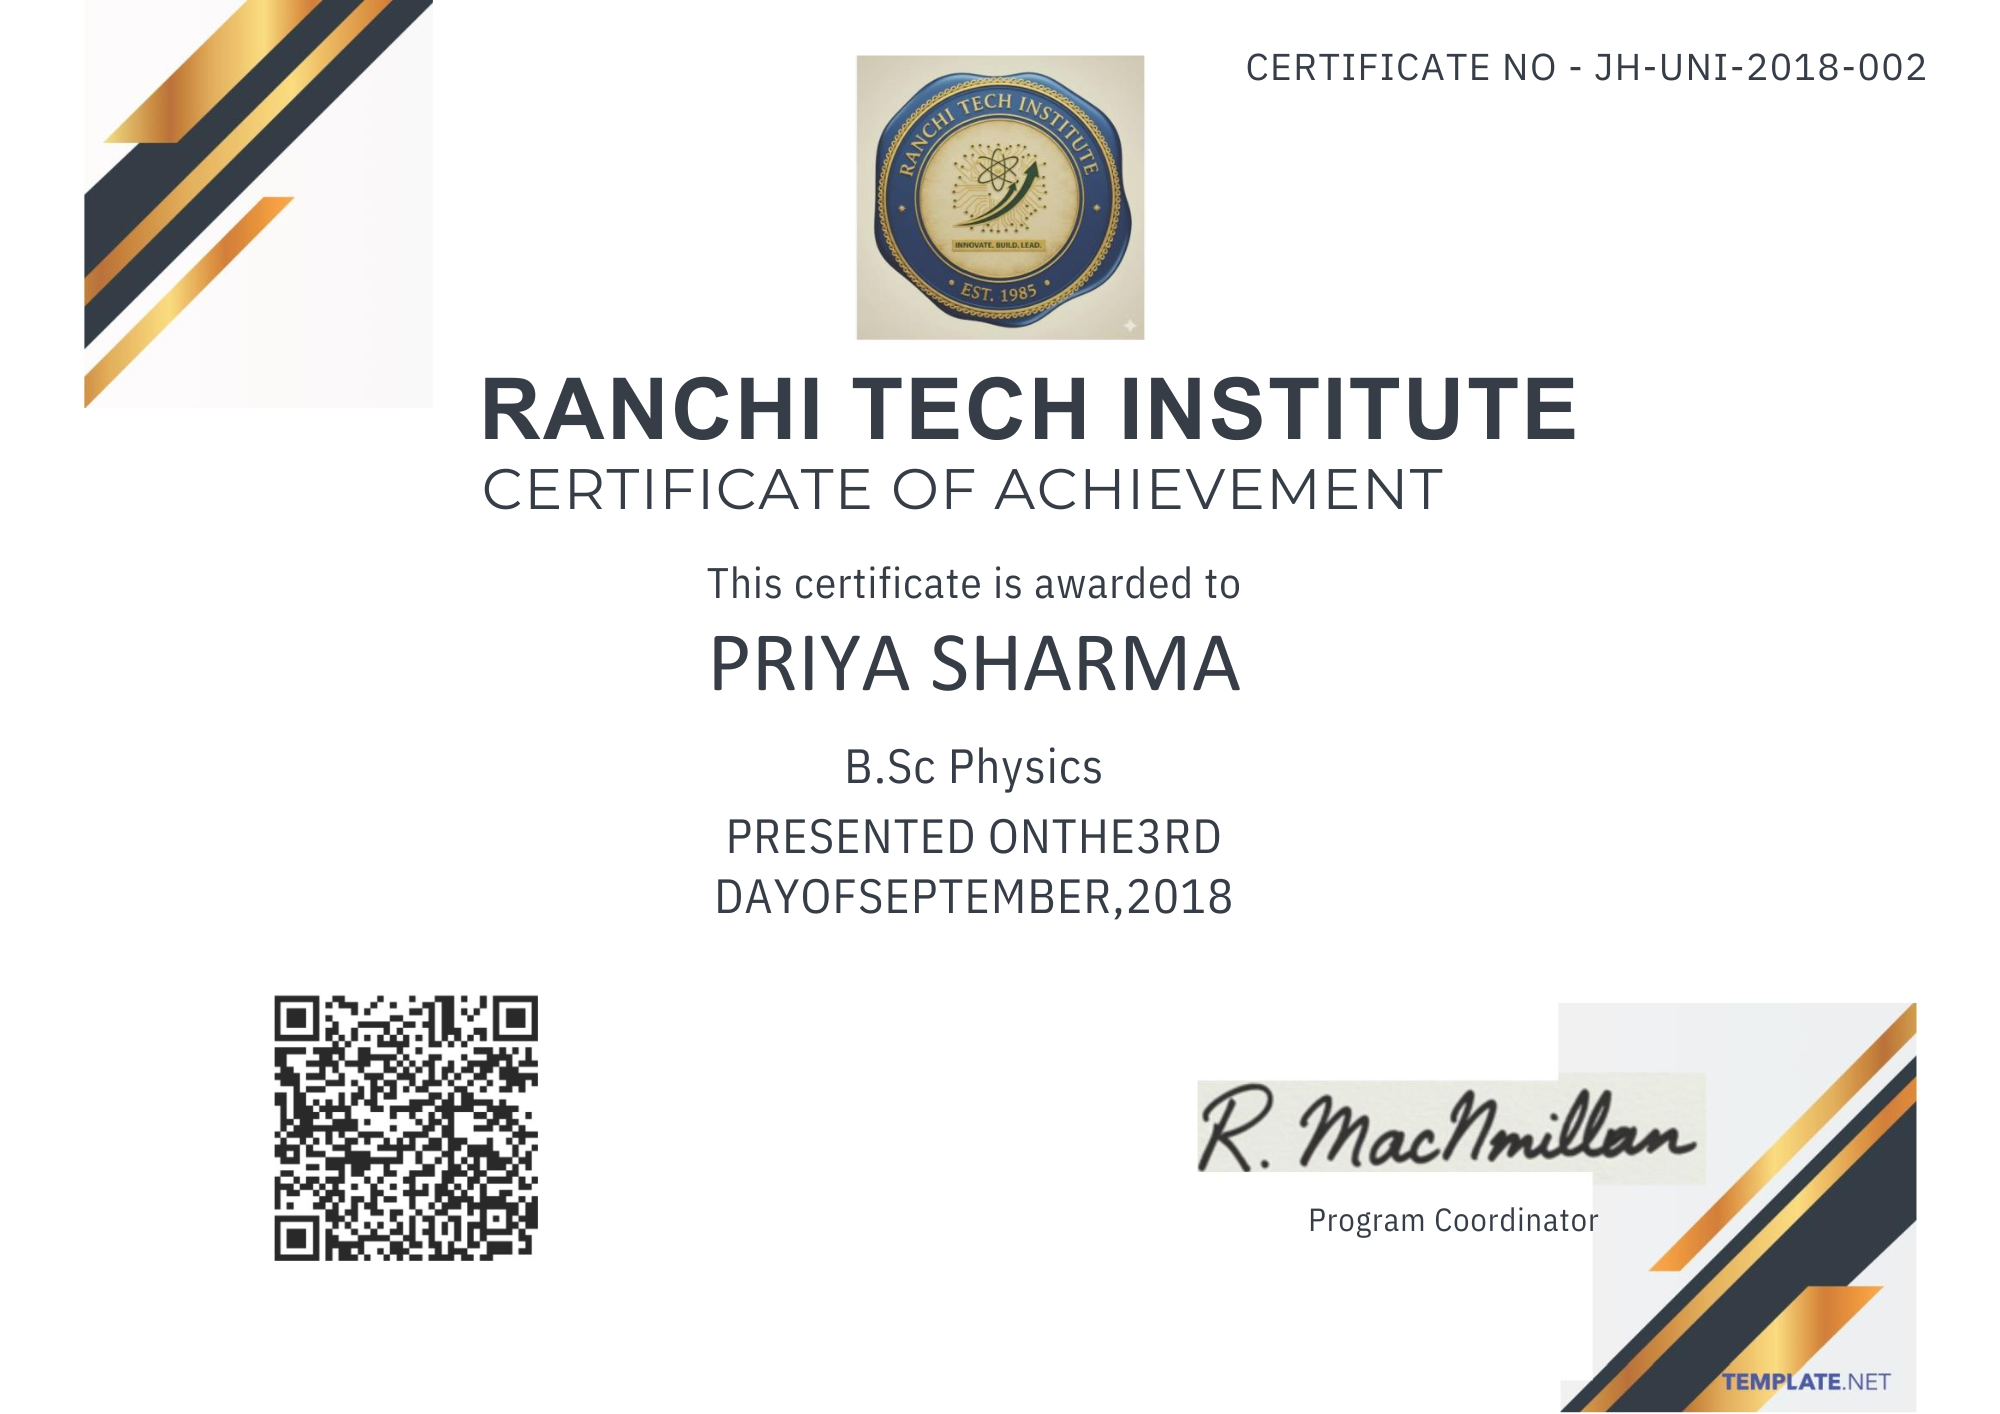 CERTIFICATE NO - JH-UNI-2018-002
RANCHI TECH INSTITUTE
INNOVATE. BUILD. LEAD.
EST. 1985
RANCHI TECH INSTITUTE
CERTIFICATE OF ACHIEVEMENT
This certificate is awarded to
PRIYA SHARMA
B.Sc Physics
PRESENTED ONTHE3RD
DAYOFSEPTEMBER,2018
R. MacNmillan
Program Coordinator
TEMPLATE.NET